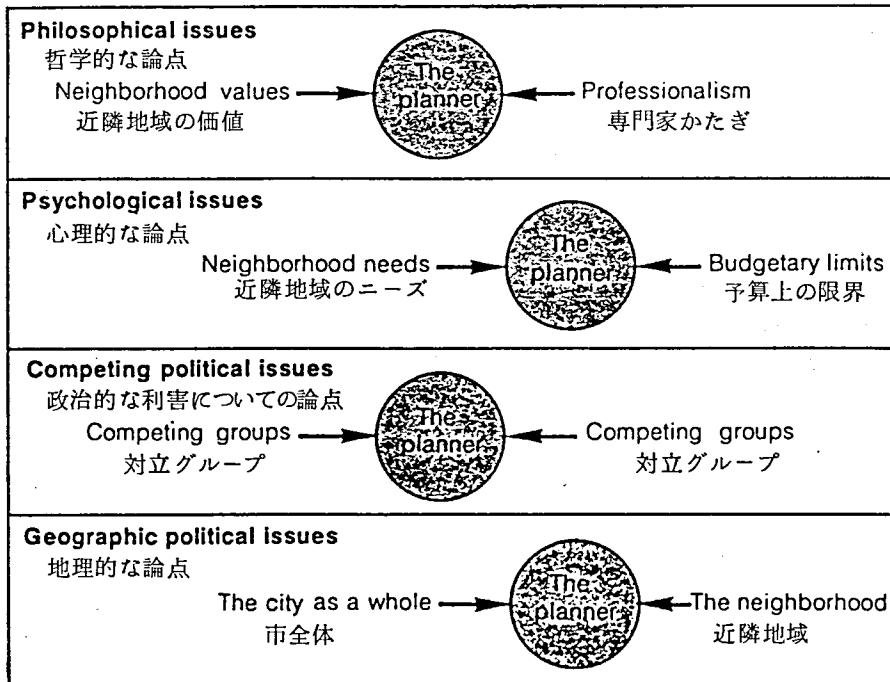 Philosophical issues
哲学的な論点
The
planner
Neighborhood values
近隣地域の価値
Professionalism
専門家かたぎ
Psychological issues
心理的な論点
The
planner
Neighborhood needs
近隣地域のニーズ
Budgetary limits
予算上の限界
Competing political issues
政治的な利害についての論点
The
planner
Competing groups
対立グループ
Competing groups
対立グループ
Geographic political issues
地理的な論点
The
planner
The city as a whole
市全体
The neighborhood
近隣地域